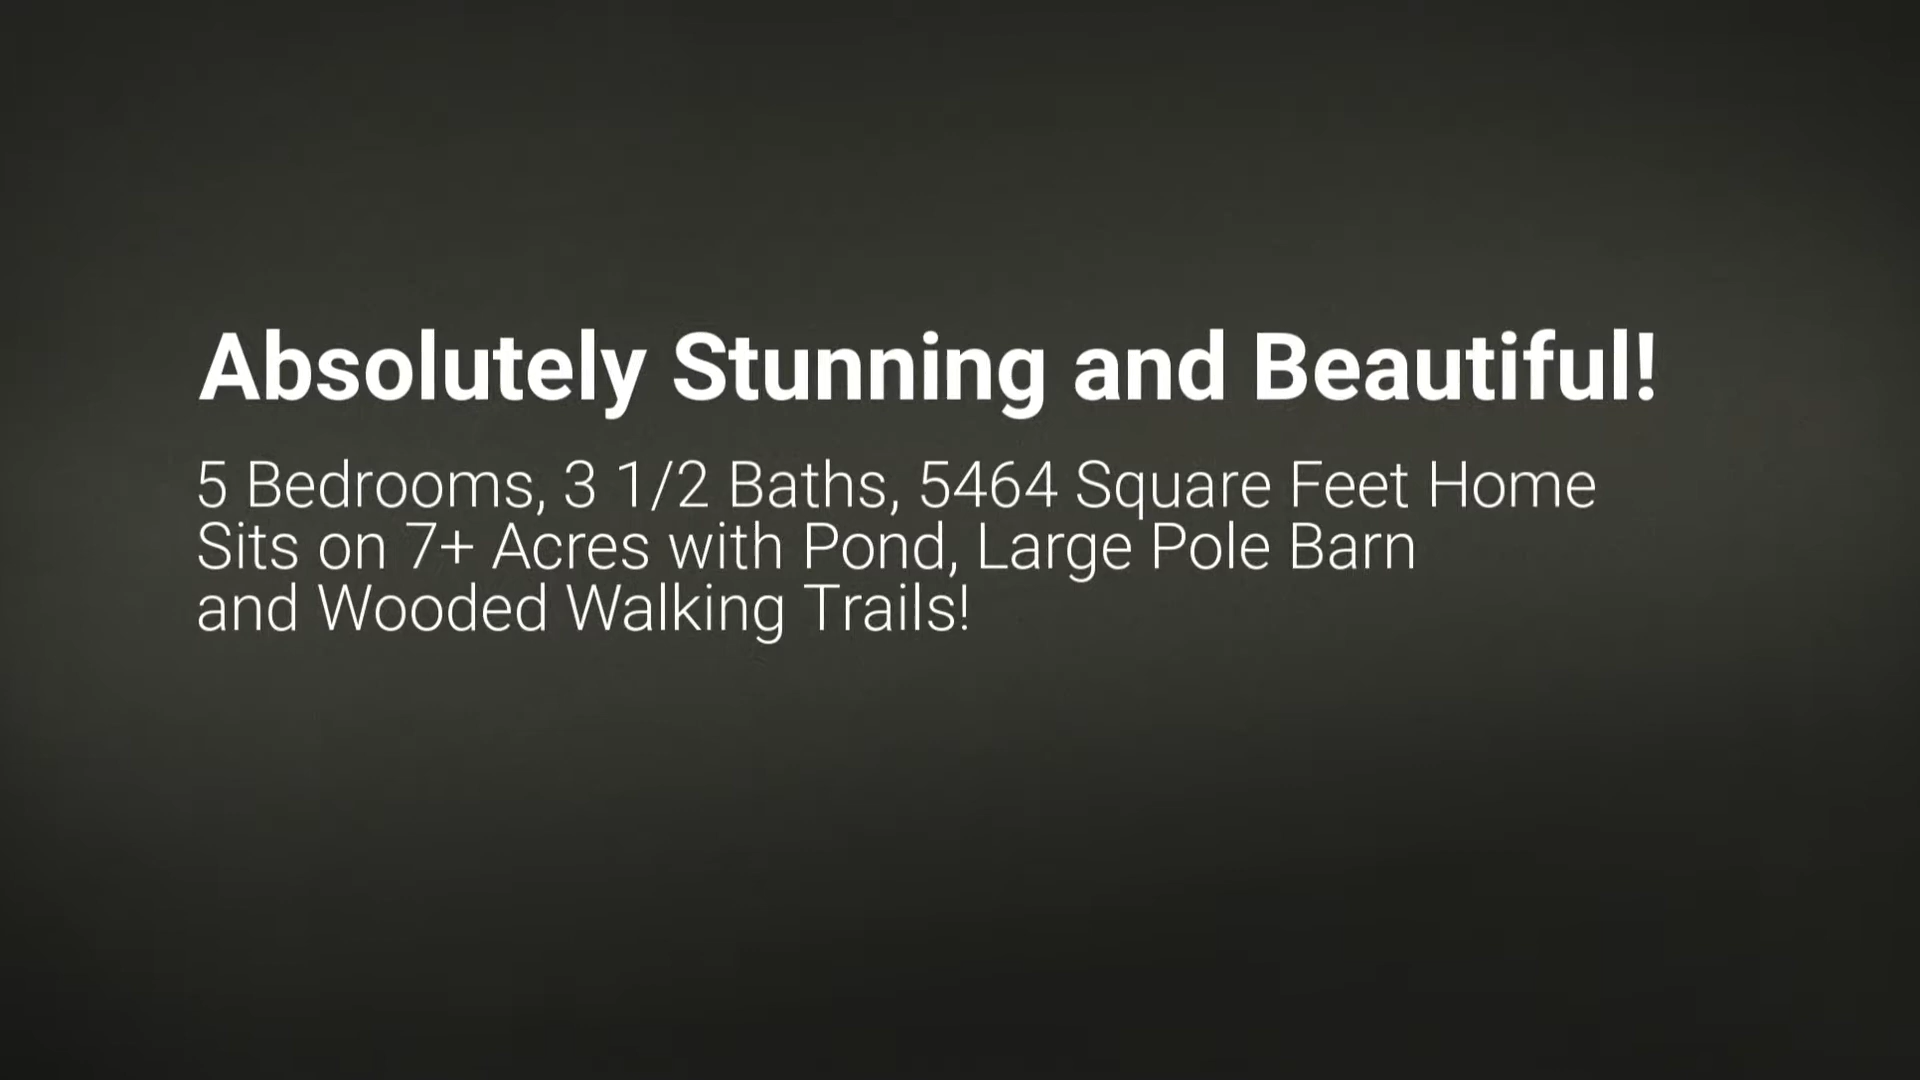 Absolutely Stunning and Beautiful!
5 Bedrooms, 3 1/2 Baths, 5464 Square Feet Home
Sits on 7+ Acres with Pond, Large Pole Barn
and Wooded Walking Trails!